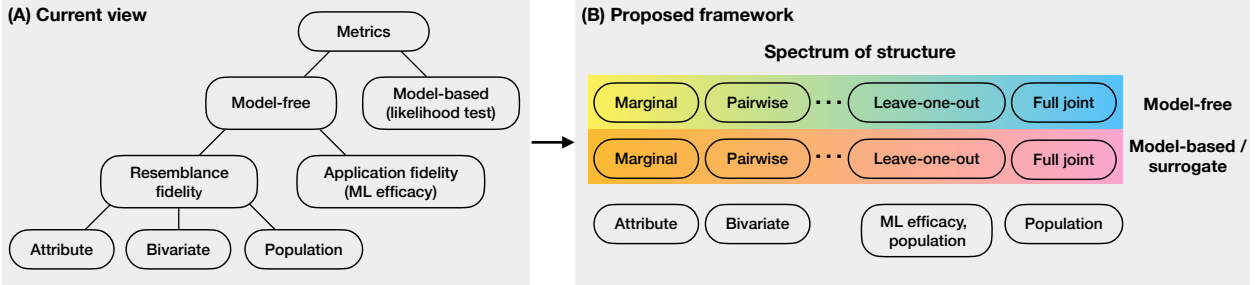 (A) Current view
Metrics
Model-free
Model-based
(likelihood test)
Resemblance
fidelity
Application fidelity
(ML efficacy)
Attribute
Bivariate
Population
(B) Proposed framework
Spectrum of structure
Marginal
Pairwise
...
Leave-one-out
Full joint
Model-free
Marginal
Pairwise
...
Leave-one-out
Full joint
Model-based /
surrogate
Attribute
Bivariate
ML efficacy,
population
Population